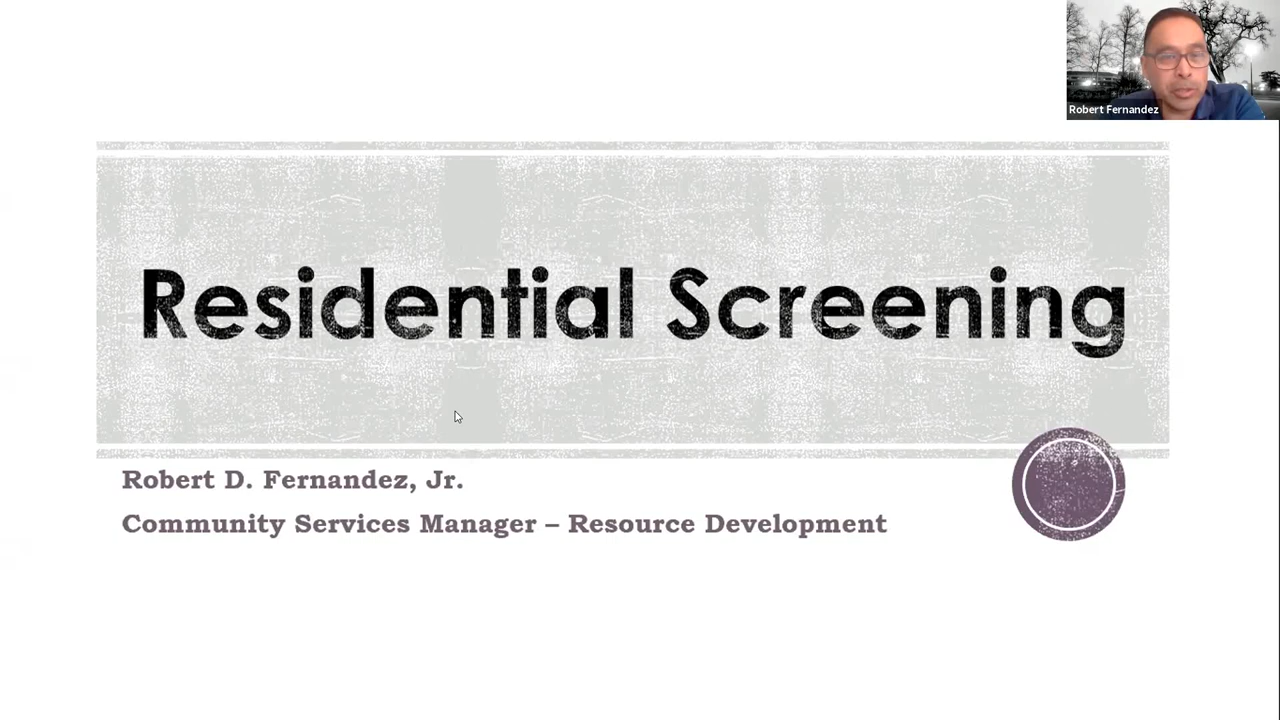 Robert Fernandez
Residential Screening
Robert D. Fernandez, Jr.
Community Services Manager – Resource Development